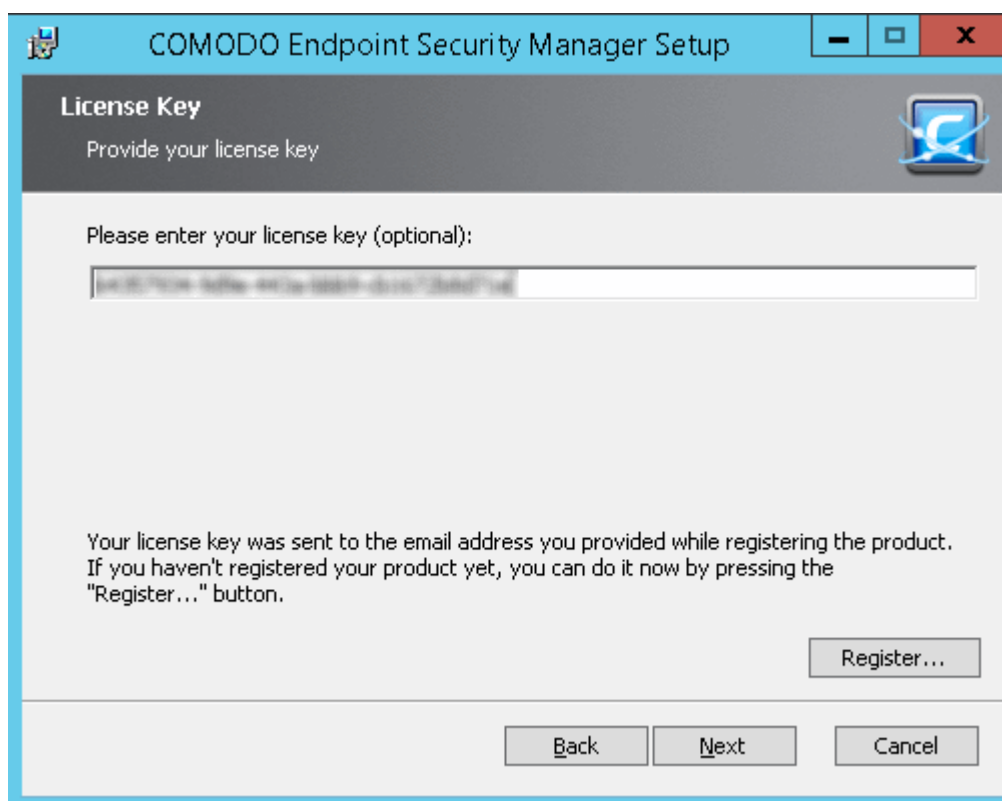 COMODO Endpoint Security Manager Setup
License Key
Provide your license key
Please enter your license key (optional):
Your license key was sent to the email address you provided while registering the product.
If you haven't registered your product yet, you can do it now by pressing the
"Register..." button.
Register...
Back
Next
Cancel